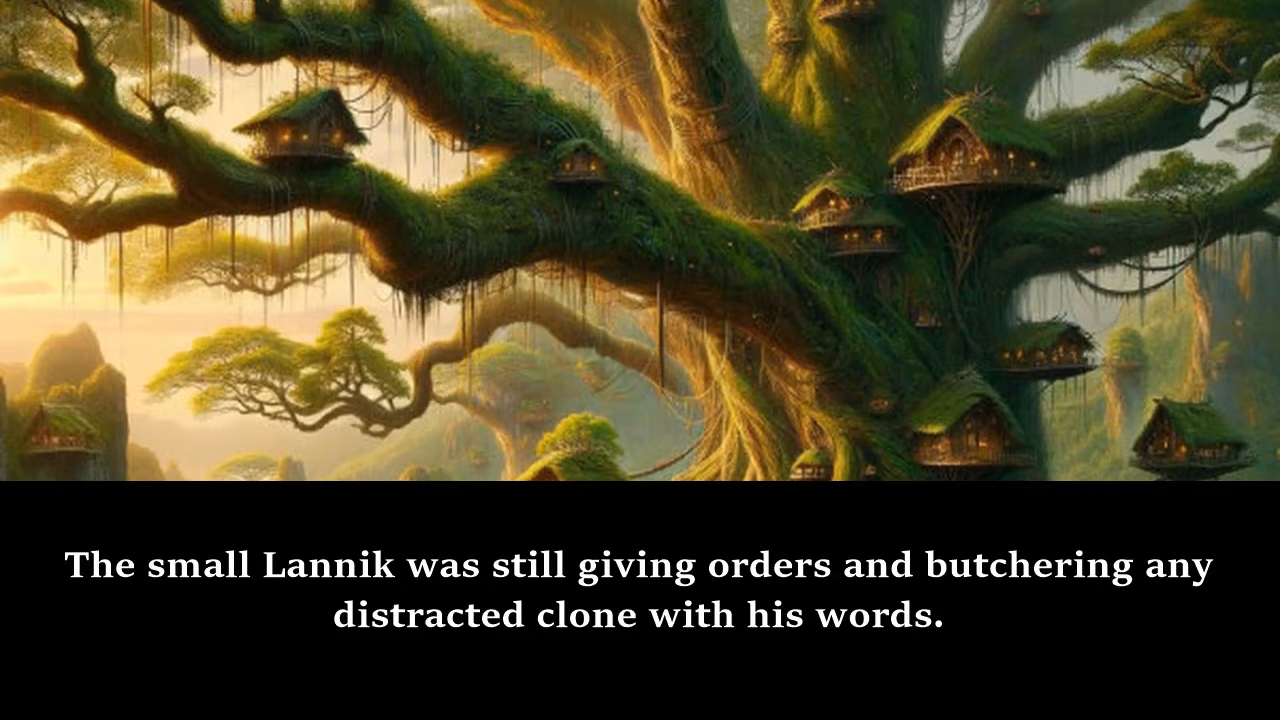 The small Lannik was still giving orders and butchering any
distracted clone with his words.